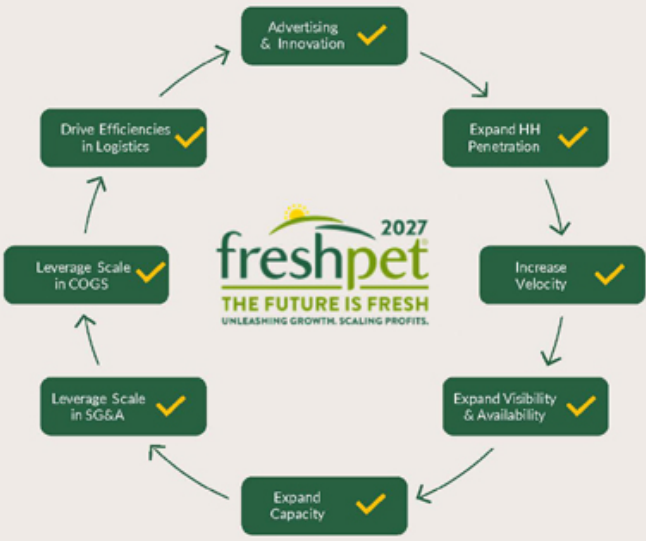 Advertising
& Innovation
Expand HH
Penetration
Increase
Velocity
Expand Visibility
& Availability
Expand
Capacity
Leverage Scale
in SG&A
Leverage Scale
in COGS
Drive Efficiencies
in Logistics
2027
freshpet®
THE FUTURE IS FRESH
UNLEASHING GROWTH. SCALING PROFITS.